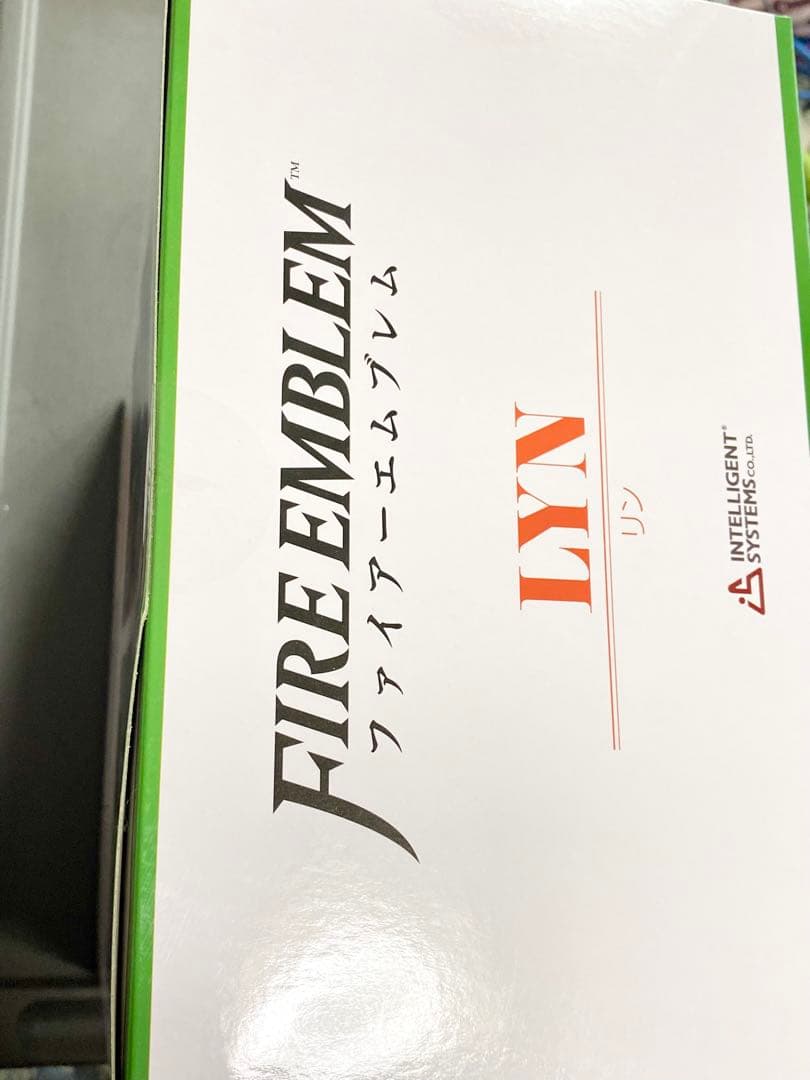 FIRE EMBLEM™
ファイアーエムブレム
LYN
リン
INTELLIGENT®
SYSTEMS CO.,LTD.